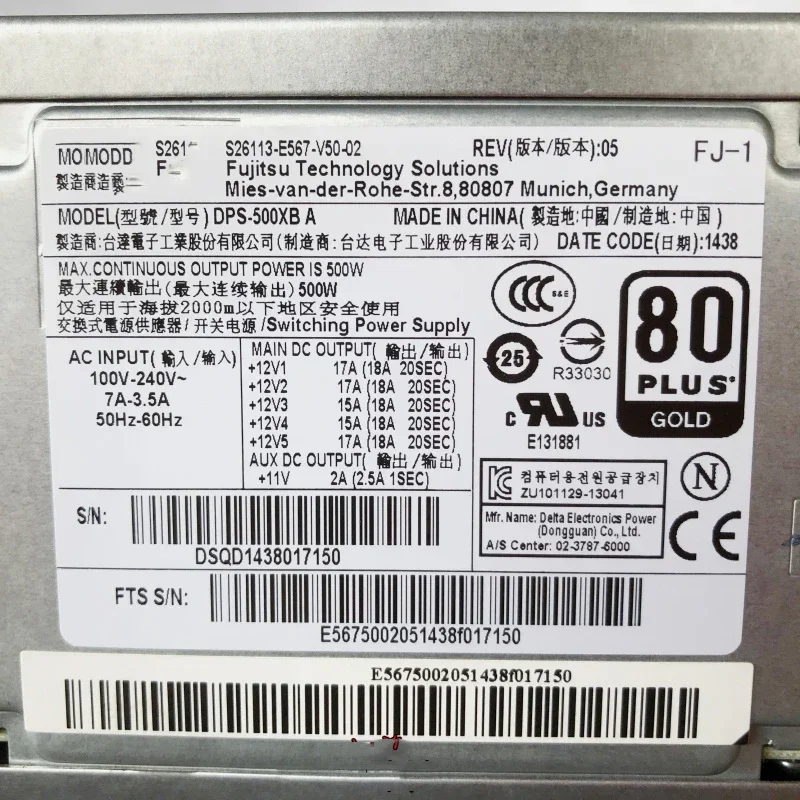 MOMODD S26113-E567-V50-02 REV(版本/版本):05 FJ-1
Fujitsu Technology Solutions
Mies-van-der-Rohe-Str.8,80807 Munich,Germany
MODEL(型號/型号) DPS-500XB A MADE IN CHINA( 製造地:中國 /制造地:中国 )
製造商:台達電子工業股份有限公司(制造商:台达电子工业股份有限公司) DATE CODE(日期):1438
MAX.CONTINUOUS OUTPUT POWER IS 500W
最大連續輸出(最大连续输出)500W
仅适用于海拔2000m以下地区安全使用
交換式電源供應器/开关电源/Switching Power Supply
AC INPUT( 輸入/输入)
100V-240V~
7A-3.5A
50Hz-60Hz
MAIN DC OUTPUT( 輸出/输出)
+12V1 17A (18A 20SEC)
+12V2 17A (18A 20SEC)
+12V3 15A (18A 20SEC)
+12V4 15A (18A 20SEC)
+12V5 17A (18A 20SEC)
AUX DC OUTPUT( 輸出/输出)
+11V 2A (2.5A 1SEC)
CCC S&E
25
R33030
c RU US
E131881
80
PLUS
GOLD
컴퓨터용전원공급장치
ZU101129-13041
N
Mfr. Name: Delta Electronics Power
(Dongguan) Co., Ltd.
A/S Center: 02-3787-6000
CE
S/N:
DSQD1438017150
FTS S/N:
E5675002051438f017150
E5675002051438f017150